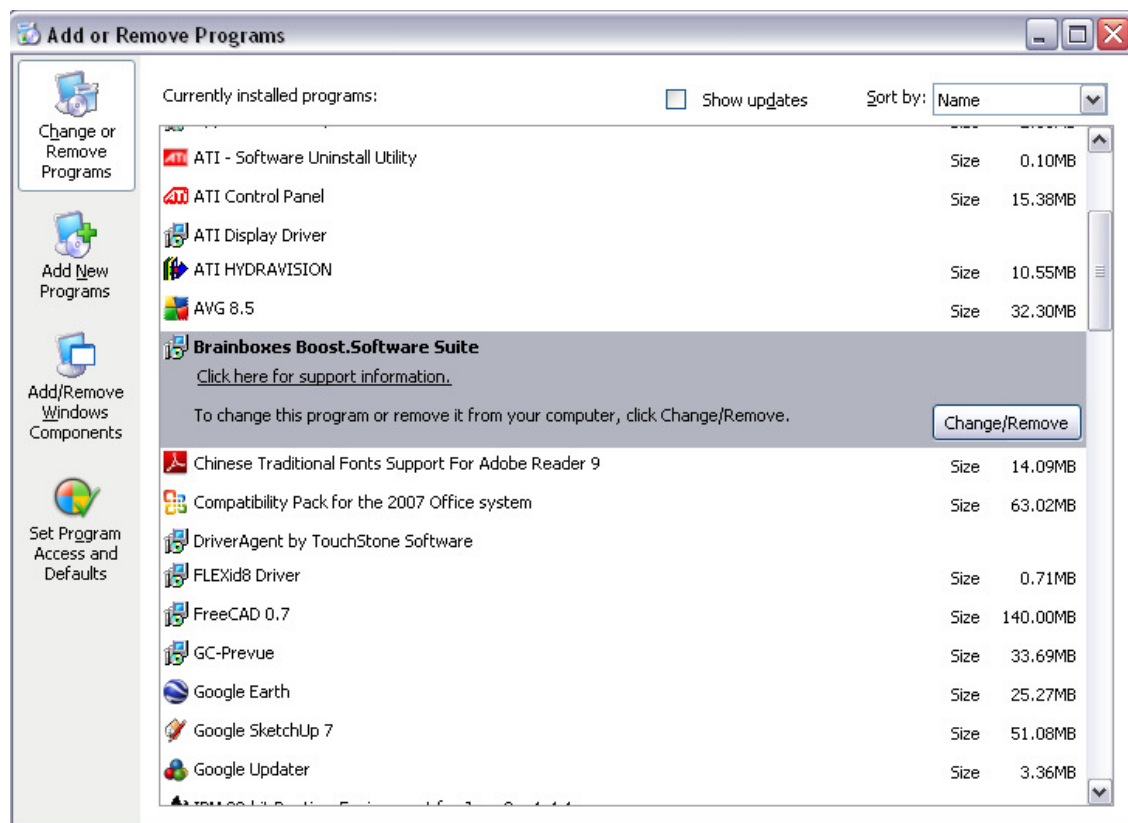 Add or Remove Programs
Change or
Remove
Programs
Add New
Programs
Add/Remove
Windows
Components
Set Program
Access and
Defaults
Currently installed programs:
Show updates
Sort by: Name
ATI - Software Uninstall Utility Size 0.10MB
ATI Control Panel Size 15.38MB
ATI Display Driver
ATI HYDRAVISION Size 10.55MB
AVG 8.5 Size 32.30MB
Brainboxes Boost.Software Suite
Click here for support information.
To change this program or remove it from your computer, click Change/Remove. Change/Remove
Chinese Traditional Fonts Support For Adobe Reader 9 Size 14.09MB
Compatibility Pack for the 2007 Office system Size 63.02MB
DriverAgent by TouchStone Software
FLEXid8 Driver Size 0.71MB
FreeCAD 0.7 Size 140.00MB
GC-Prevue Size 33.69MB
Google Earth Size 25.27MB
Google SketchUp 7 Size 51.08MB
Google Updater Size 3.36MB